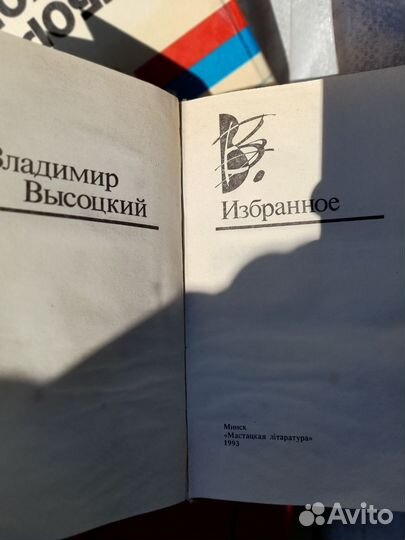 Владимир
Высоцкий
В.
Избранное
Минск
«Мастацкая літаратура»
1993
Avito